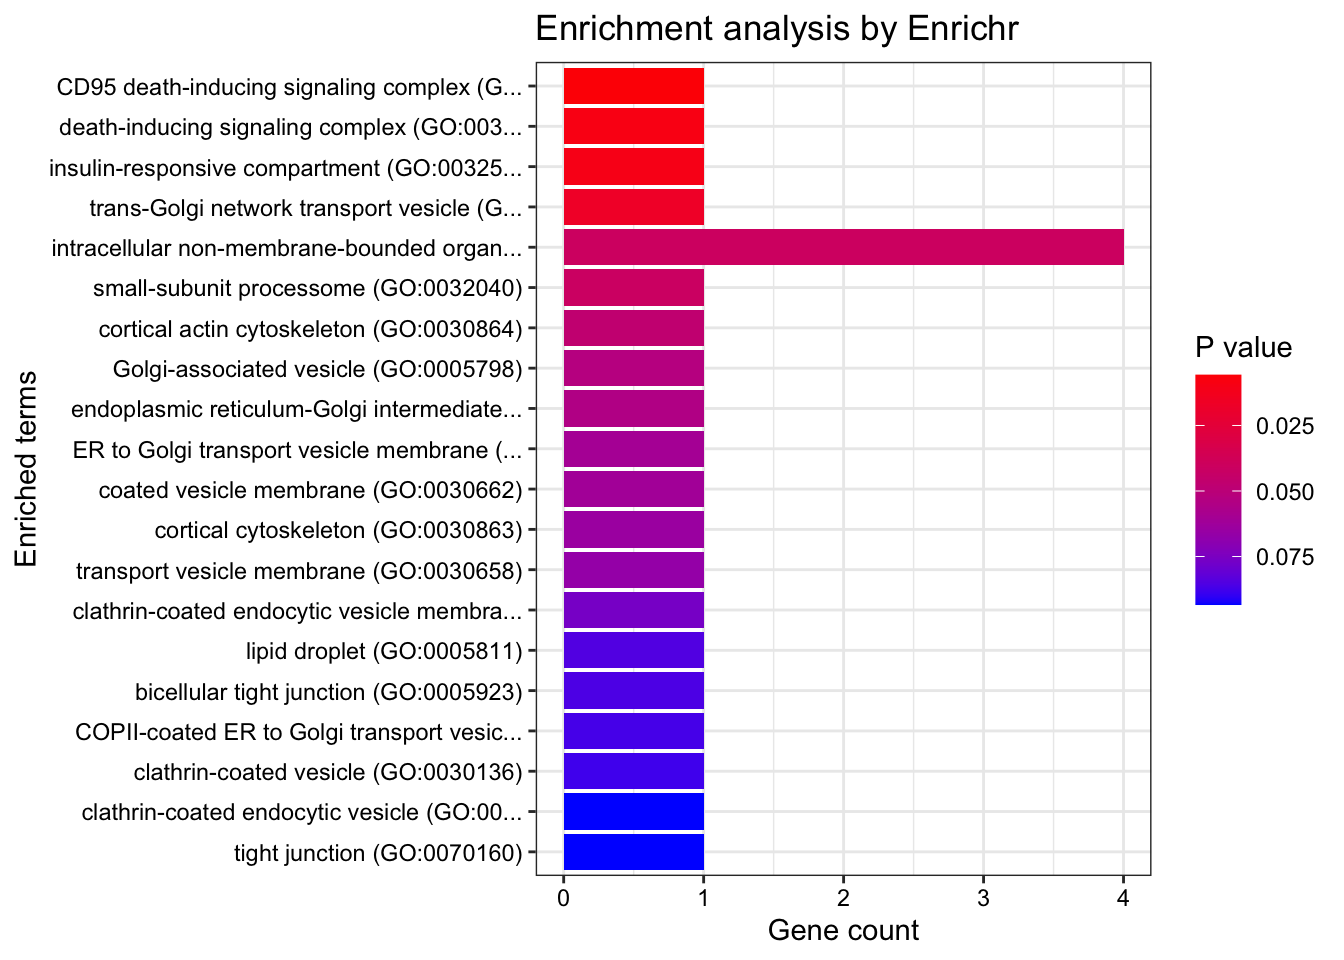 Enrichment analysis by Enrichr
CD95 death-inducing signaling complex (G...
death-inducing signaling complex (GO:003...
insulin-responsive compartment (GO:00325...
trans-Golgi network transport vesicle (G...
intracellular non-membrane-bounded organ...
small-subunit processome (GO:0032040)
cortical actin cytoskeleton (GO:0030864)
Golgi-associated vesicle (GO:0005798)
endoplasmic reticulum-Golgi intermediate...
ER to Golgi transport vesicle membrane (...
coated vesicle membrane (GO:0030662)
cortical cytoskeleton (GO:0030863)
transport vesicle membrane (GO:0030658)
clathrin-coated endocytic vesicle membra...
lipid droplet (GO:0005811)
bicellular tight junction (GO:0005923)
COPII-coated ER to Golgi transport vesic...
clathrin-coated vesicle (GO:0030136)
clathrin-coated endocytic vesicle (GO:00...
tight junction (GO:0070160)
Enriched terms
0 1 2 3 4
Gene count
P value
0.025
0.050
0.075